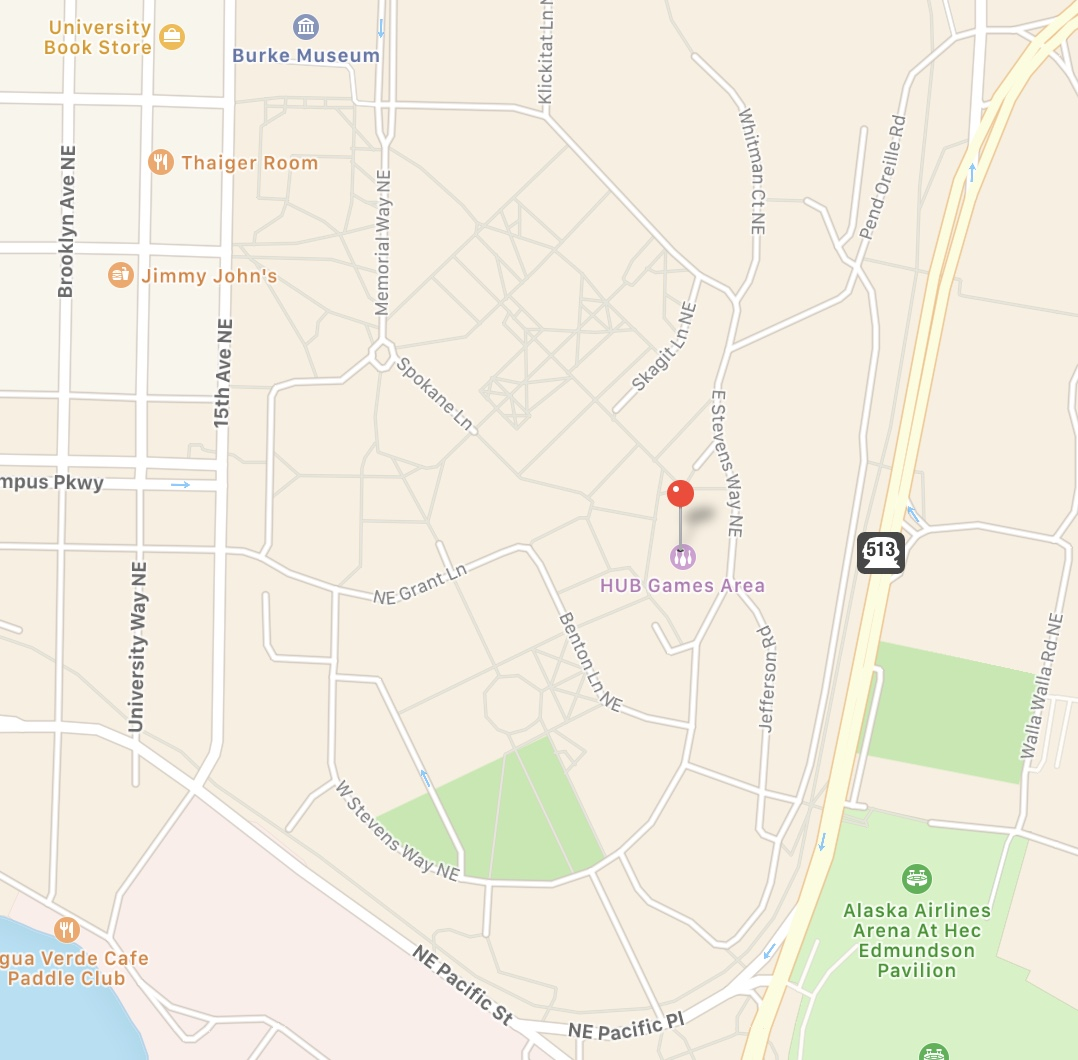 University
Book Store
Burke Museum
Klickitat Ln N
Whitman Ct NE
Pend Oreille Rd
Thaiger Room
Brooklyn Ave NE
Memorial Way NE
Jimmy John's
15th Ave NE
Skagit Ln NE
Spokane Ln
E Stevens Way NE
mpus Pkwy
513
HUB Games Area
NE Grant Ln
University Way NE
Benton Ln NE
Jefferson Rd
Walla Walla Rd NE
W Stevens Way NE
Alaska Airlines
Arena At Hec
Edmundson
Pavilion
gua Verde Cafe
Paddle Club
NE Pacific St
NE Pacific Pl